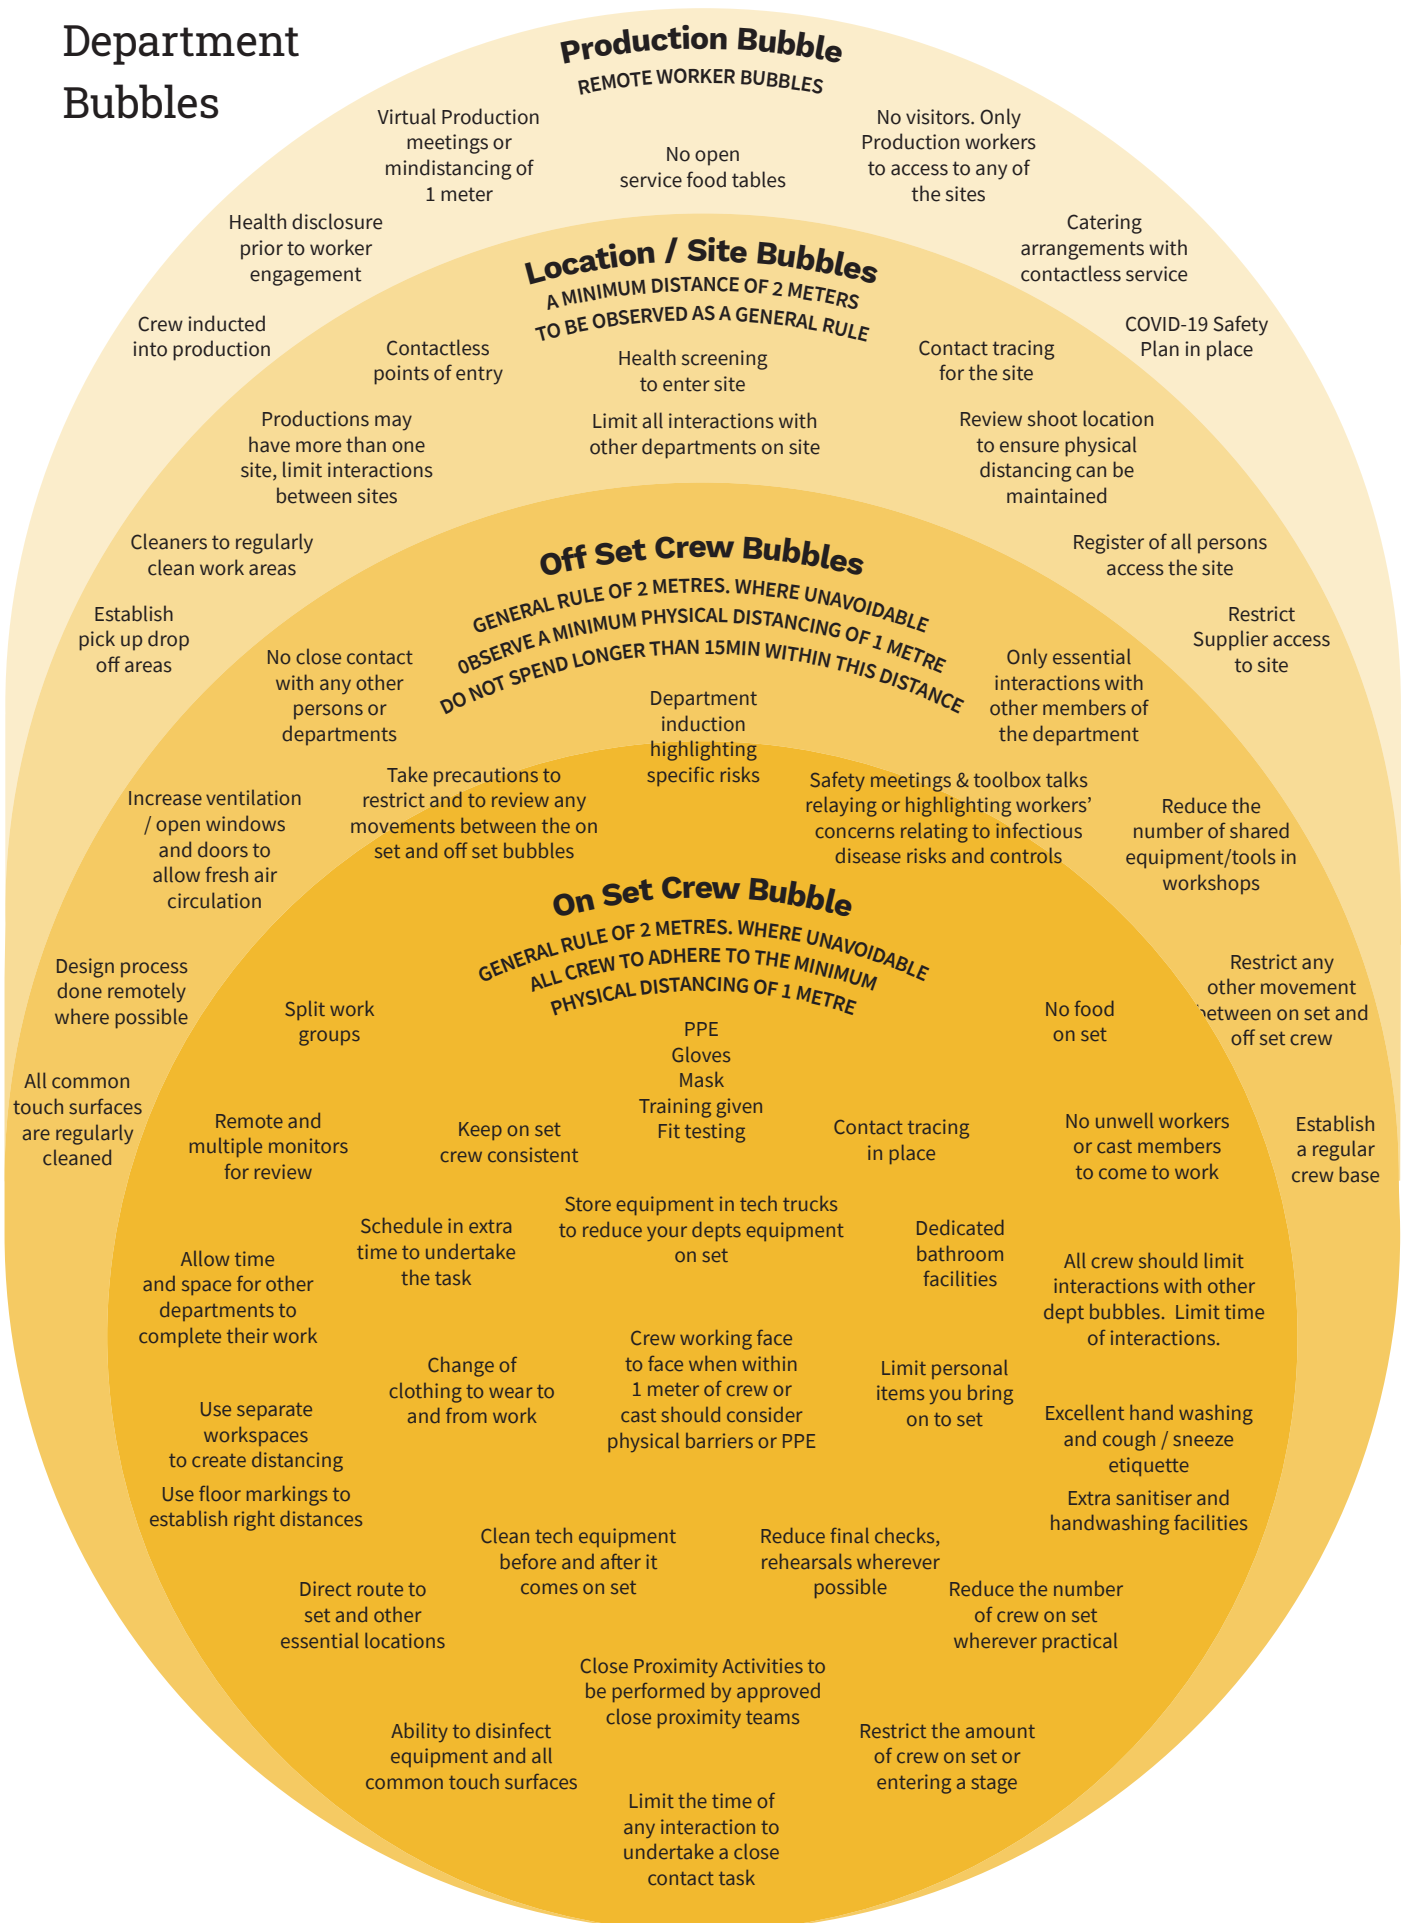 Department
Bubbles
Production Bubble
REMOTE WORKER BUBBLES
Virtual Production
meetings or
mindistancing of
1 meter
No open
service food tables
No visitors. Only
Production workers
to access to any of
the sites
Health disclosure
prior to worker
engagement
Catering
arrangements with
contactless service
Crew inducted
into production
COVID-19 Safety
Plan in place
Location / Site Bubbles
A MINIMUM DISTANCE OF 2 METERS
TO BE OBSERVED AS A GENERAL RULE
Contactless
points of entry
Health screening
to enter site
Contact tracing
for the site
Productions may
have more than one
site, limit interactions
between sites
Limit all interactions with
other departments on site
Review shoot location
to ensure physical
distancing can be
maintained
Cleaners to regularly
clean work areas
Register of all persons
access the site
Establish
pick up drop
off areas
Restrict
Supplier access
to site
Off Set Crew Bubbles
GENERAL RULE OF 2 METRES. WHERE UNAVOIDABLE
0BSERVE A MINIMUM PHYSICAL DISTANCING OF 1 METRE
DO NOT SPEND LONGER THAN 15MIN WITHIN THIS DISTANCE
No close contact
with any other
persons or
departments
Department
induction
highlighting
specific risks
Only essential
interactions with
other members of
the department
Take precautions to
restrict and to review any
movements between the on
set and off set bubbles
Safety meetings & toolbox talks
relaying or highlighting workers’
concerns relating to infectious
disease risks and controls
Increase ventilation
/ open windows
and doors to
allow fresh air
circulation
Reduce the
number of shared
equipment/tools in
workshops
Design process
done remotely
where possible
Restrict any
other movement
between on set and
off set crew
All common
touch surfaces
are regularly
cleaned
Establish
a regular
crew base
On Set Crew Bubble
GENERAL RULE OF 2 METRES. WHERE UNAVOIDABLE
ALL CREW TO ADHERE TO THE MINIMUM
PHYSICAL DISTANCING OF 1 METRE
Split work
groups
PPE
Gloves
Mask
Training given
Fit testing
No food
on set
Remote and
multiple monitors
for review
Keep on set
crew consistent
Contact tracing
in place
No unwell workers
or cast members
to come to work
Schedule in extra
time to undertake
the task
Store equipment in tech trucks
to reduce your depts equipment
on set
Dedicated
bathroom
facilities
Allow time
and space for other
departments to
complete their work
All crew should limit
interactions with other
dept bubbles. Limit time
of interactions.
Change of
clothing to wear to
and from work
Crew working face
to face when within
1 meter of crew or
cast should consider
physical barriers or PPE
Limit personal
items you bring
on to set
Use separate
workspaces
to create distancing
Excellent hand washing
and cough / sneeze
etiquette
Use floor markings to
establish right distances
Extra sanitiser and
handwashing facilities
Clean tech equipment
before and after it
comes on set
Reduce final checks,
rehearsals wherever
possible
Direct route to
set and other
essential locations
Reduce the number
of crew on set
wherever practical
Close Proximity Activities to
be performed by approved
close proximity teams
Ability to disinfect
equipment and all
common touch surfaces
Restrict the amount
of crew on set or
entering a stage
Limit the time of
any interaction to
undertake a close
contact task